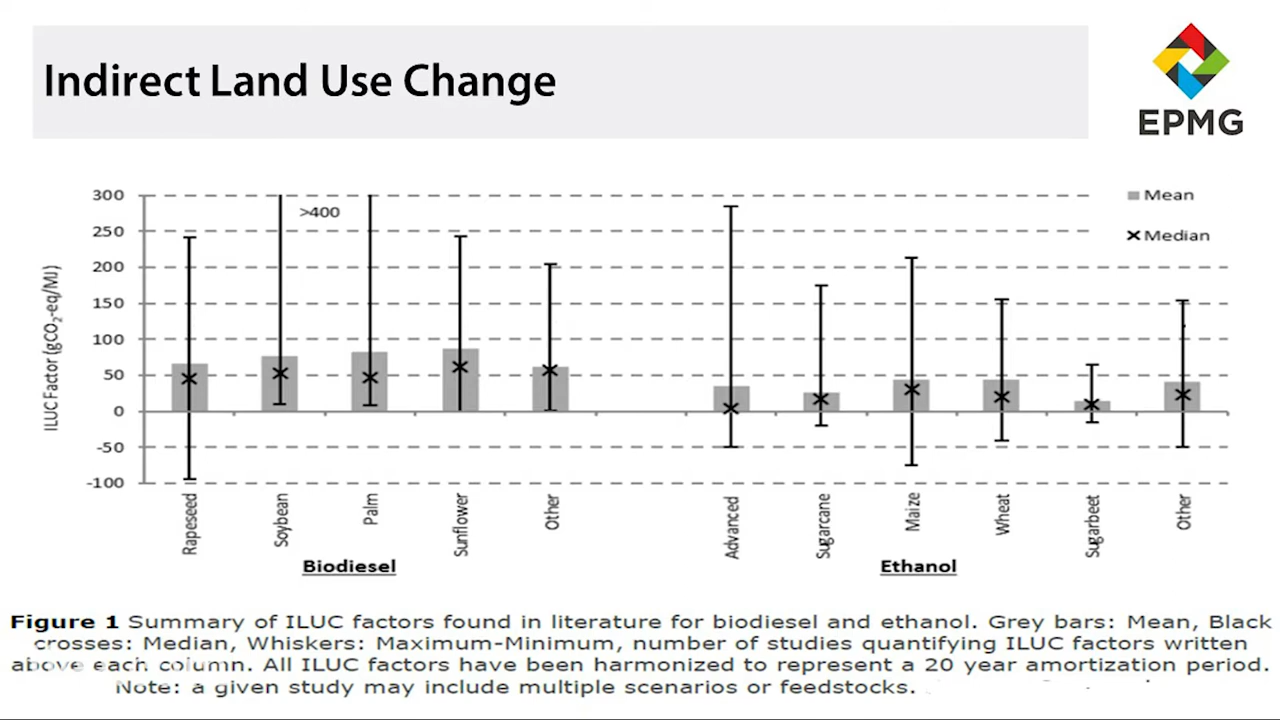 Indirect Land Use Change
EPMG
300
250
200
150
100
50
0
-50
-100
ILUC Factor (gCO₂-eq/MJ)
>400
Mean
Median
Rapeseed
Soybean
Palm
Sunflower
Other
Advanced
Sugarcane
Maize
Wheat
Sugarbeet
Other
Biodiesel
Ethanol
Figure 1 Summary of ILUC factors found in literature for biodiesel and ethanol. Grey bars: Mean, Black
crosses: Median, Whiskers: Maximum-Minimum, number of studies quantifying ILUC factors written
above each column. All ILUC factors have been harmonized to represent a 20 year amortization period.
Note: a given study may include multiple scenarios or feedstocks.